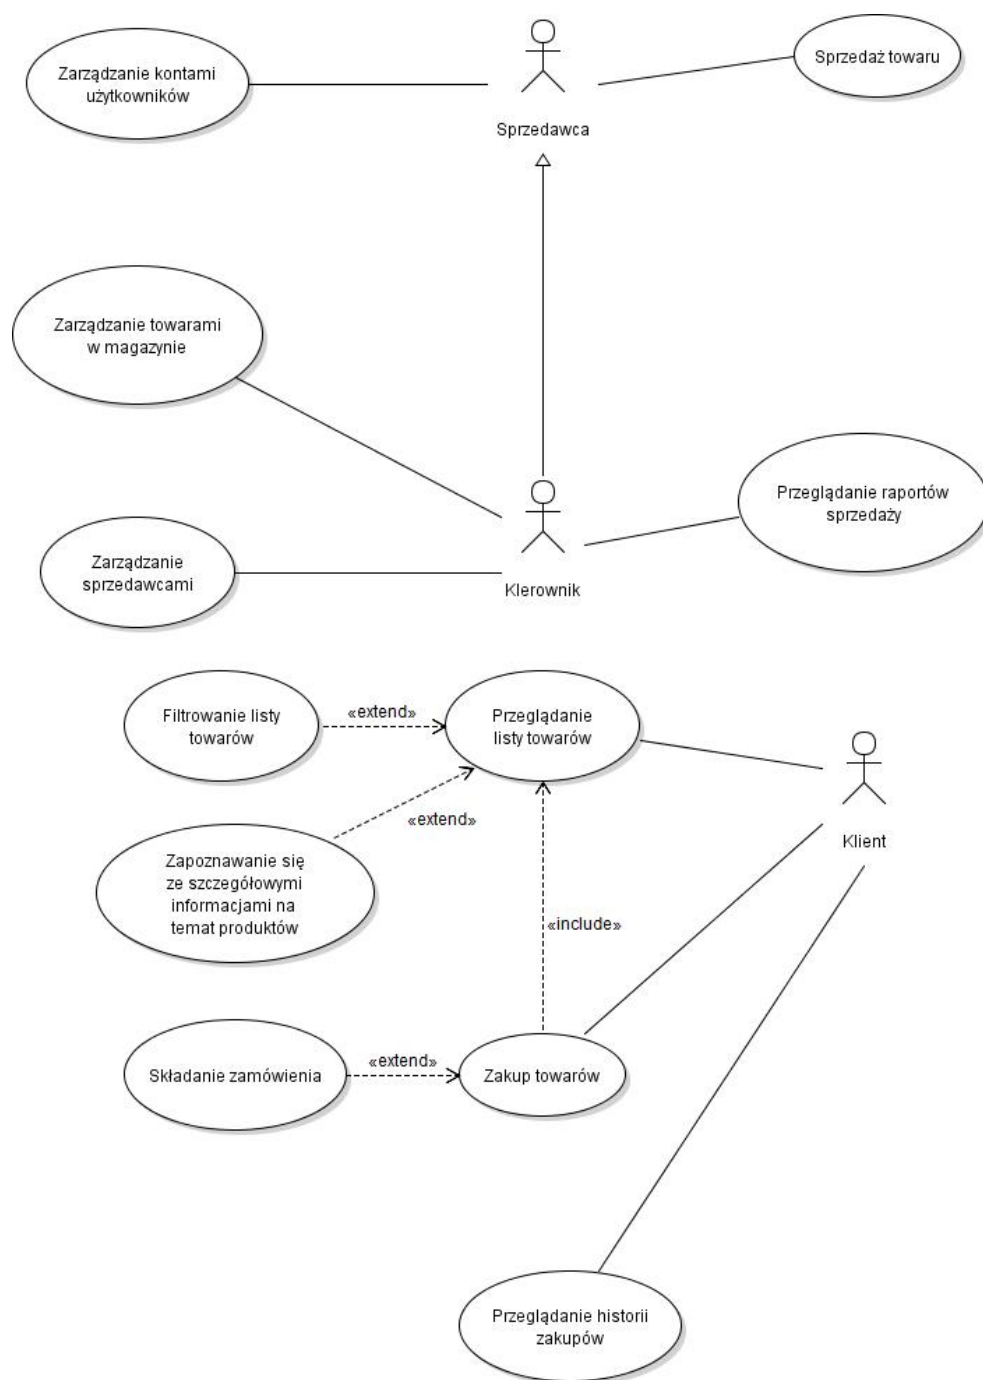 Zarządzanie kontami
użytkowników
Sprzedaż towaru
Sprzedawca
Zarządzanie towarami
w magazynie
Przeglądanie raportów
sprzedaży
Zarządzanie
sprzedawcami
Klerownik
Filtrowanie listy
towarów
«extend»
Przeglądanie
listy towarów
«extend»
Klient
Zapoznawanie się
ze szczegółowymi
informacjami na
temat produktów
«include»
Składanie zamówienia
«extend»
Zakup towarów
Przeglądanie historii
zakupów